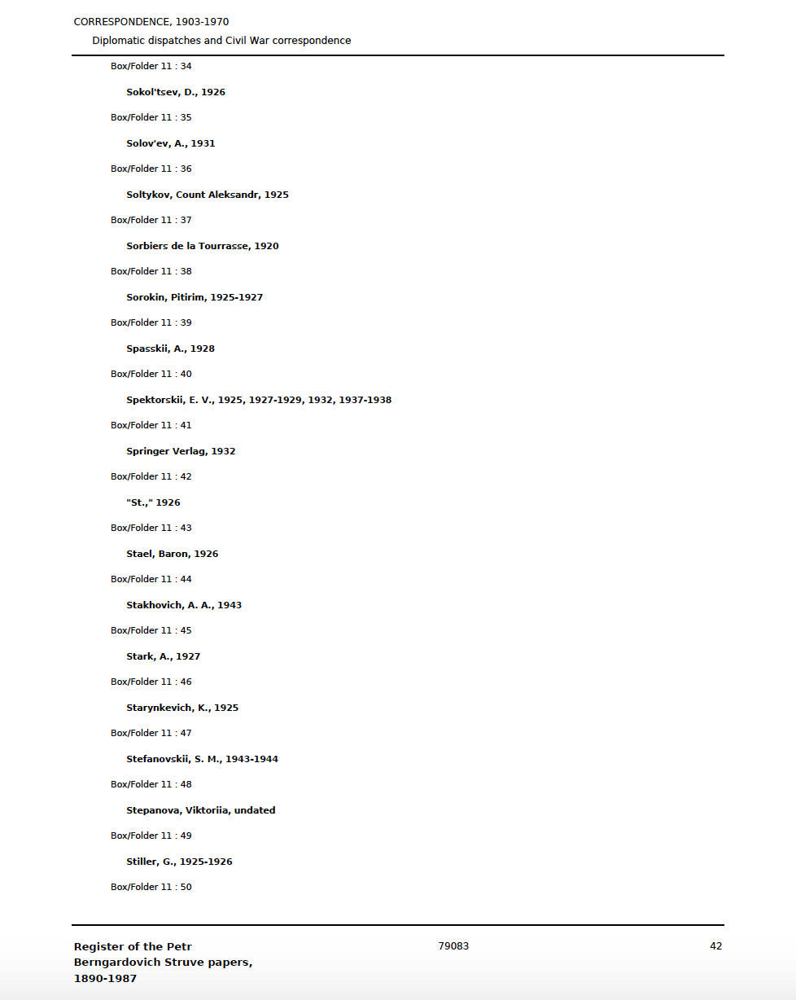 CORRESPONDENCE, 1903-1970
Diplomatic dispatches and Civil War correspondence
Box/Folder 11 : 34
Sokol'tsev, D., 1926
Box/Folder 11 : 35
Solov'ev, A., 1931
Box/Folder 11 : 36
Soltykov, Count Aleksandr, 1925
Box/Folder 11 : 37
Sorbiers de la Tourrasse, 1920
Box/Folder 11 : 38
Sorokin, Pitirim, 1925-1927
Box/Folder 11 : 39
Spasskii, A., 1928
Box/Folder 11 : 40
Spektorskii, E. V., 1925, 1927-1929, 1932, 1937-1938
Box/Folder 11 : 41
Springer Verlag, 1932
Box/Folder 11 : 42
"St.," 1926
Box/Folder 11 : 43
Stael, Baron, 1926
Box/Folder 11 : 44
Stakhovich, A. A., 1943
Box/Folder 11 : 45
Stark, A., 1927
Box/Folder 11 : 46
Starynkevich, K., 1925
Box/Folder 11 : 47
Stefanovskii, S. M., 1943-1944
Box/Folder 11 : 48
Stepanova, Viktoriia, undated
Box/Folder 11 : 49
Stiller, G., 1925-1926
Box/Folder 11 : 50
Register of the Petr 79083 42
Berngardovich Struve papers,
1890-1987